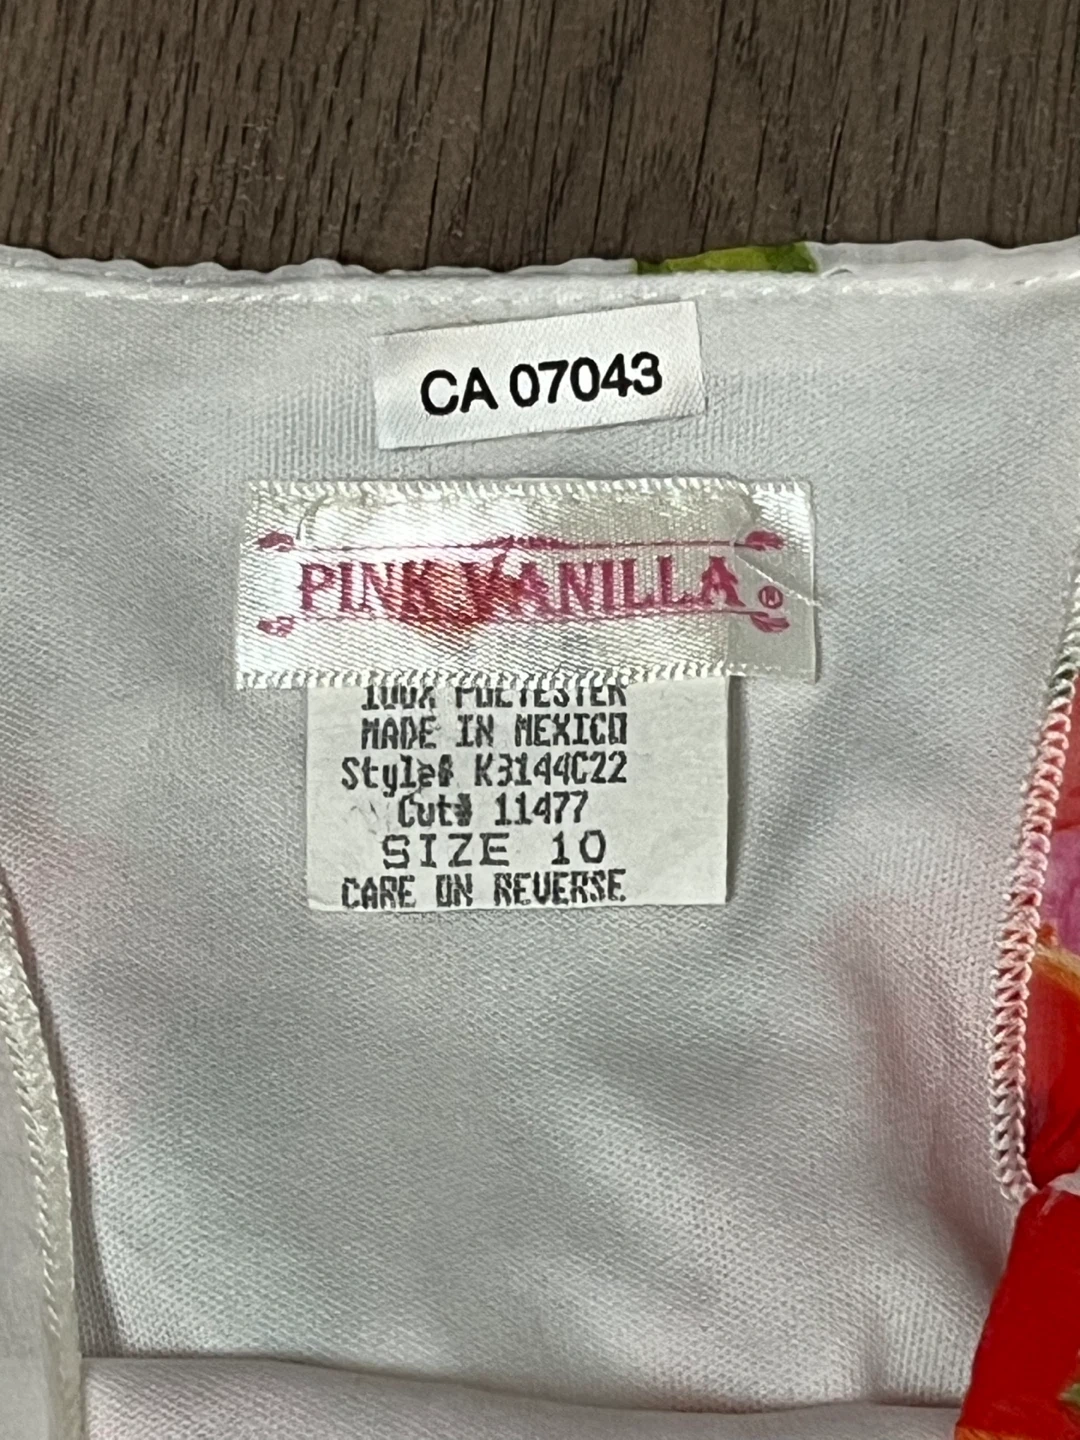 CA 07043
PINK VANILLA ®
100% POLYESTER
MADE IN MEXICO
Style# K3144C22
Cut# 11477
SIZE 10
CARE ON REVERSE